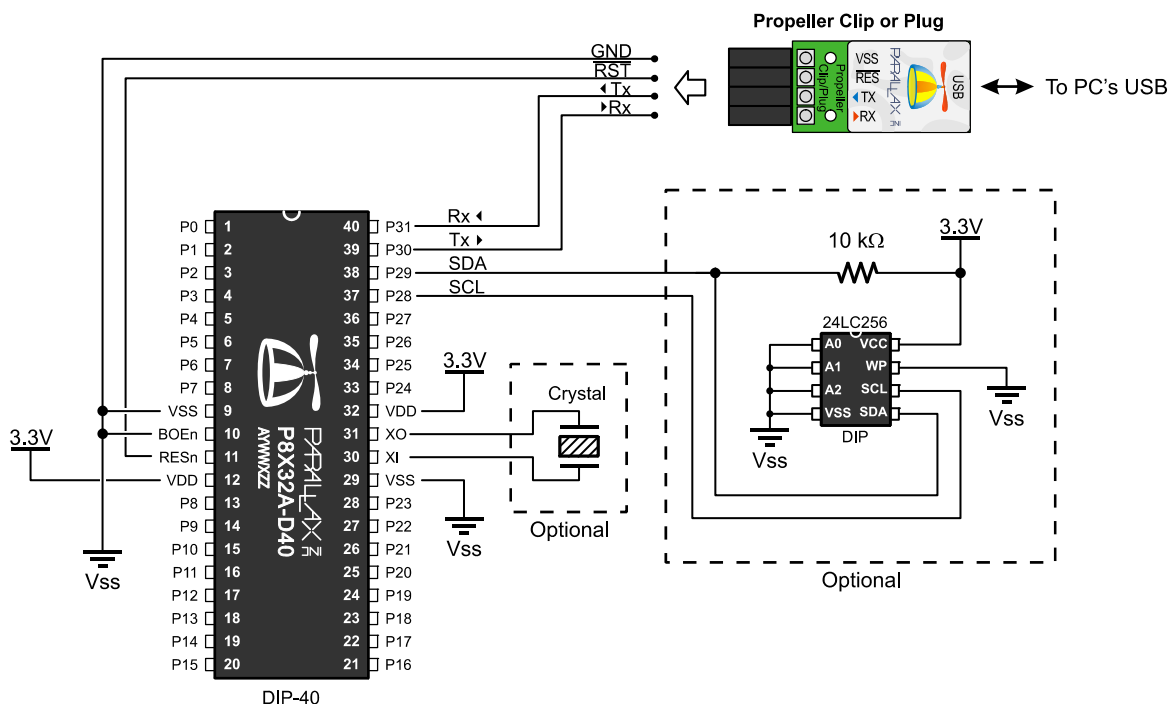 Propeller Clip or Plug
GND
RST
Tx
Rx
VSS
RES
TX
RX
Propeller
Clip/Plug
PARALLAX INC
USB
To PC's USB
P0 1 40 P31 Rx
P1 2 39 P30 Tx
P2 3 38 P29 SDA
P3 4 37 P28 SCL
P4 5 36 P27
P5 6 35 P26
P6 7 34 P25
P7 8 33 P24
VSS 9 32 VDD 3.3V
BOEn 10 31 XO
RESn 11 30 XI
3.3V VDD 12 29 VSS
P8 13 28 P23
P9 14 27 P22
P10 15 26 P21
P11 16 25 P20
P12 17 24 P19
P13 18 23 P18
P14 19 22 P17
P15 20 21 P16
Vss
Vss
PARALLAX INC
P8X32A-D40
AYWWXZZ
DIP-40
Crystal
Optional
10 kΩ
3.3V
24LC256
A0 VCC
A1 WP
A2 SCL
VSS SDA
DIP
Vss
Vss
Optional